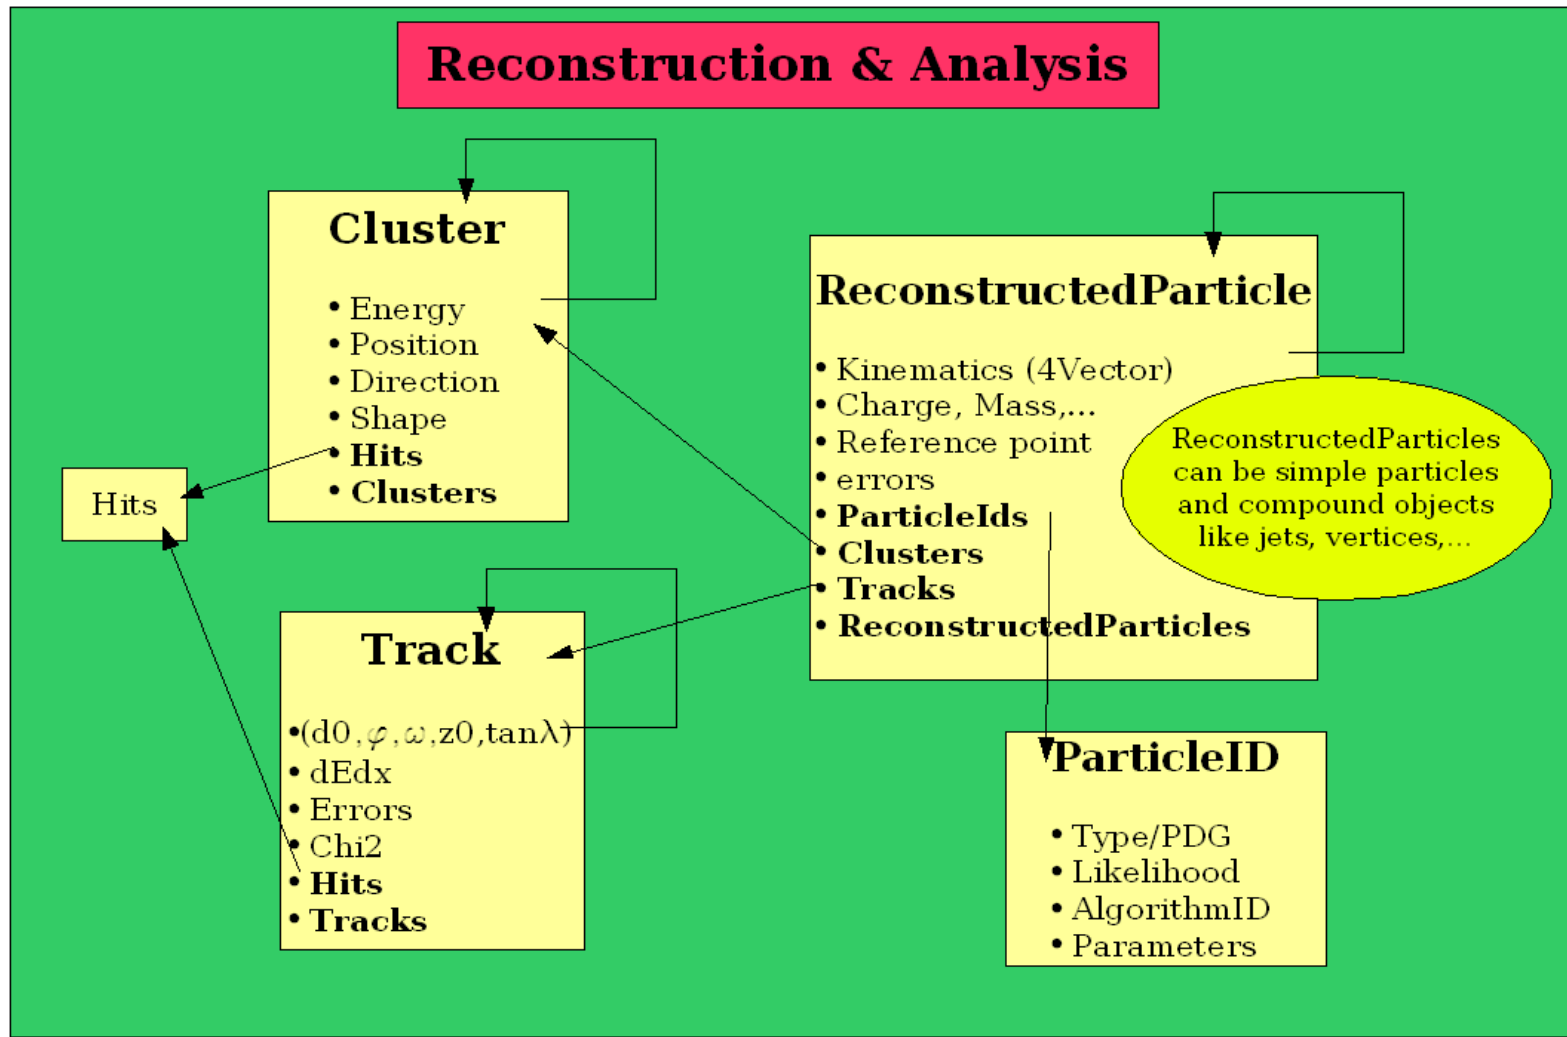 Reconstruction & Analysis
Cluster
• Energy
• Position
• Direction
• Shape
• Hits
• Clusters
Hits
Track
•(d0,φ,ω,z0,tanλ)
• dEdx
• Errors
• Chi2
• Hits
• Tracks
ReconstructedParticle
• Kinematics (4Vector)
• Charge, Mass,...
• Reference point
• errors
• ParticleIds
• Clusters
• Tracks
• ReconstructedParticles
ReconstructedParticles
can be simple particles
and compound objects
like jets, vertices,...
ParticleID
• Type/PDG
• Likelihood
• AlgorithmID
• Parameters